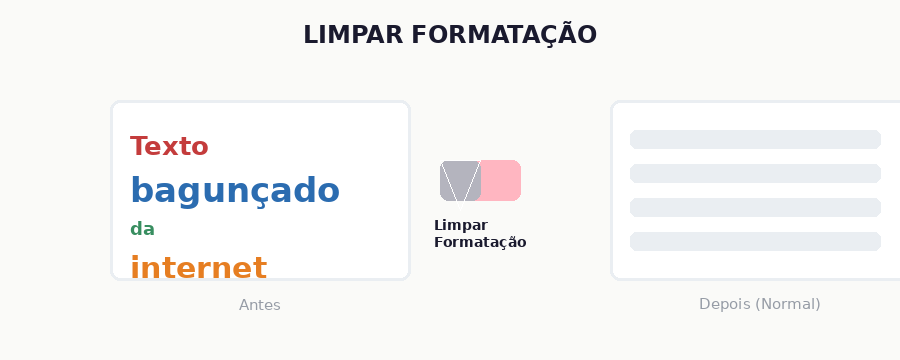 LIMPAR FORMATAÇÃO
Texto
bagunçado
da
internet
Limpar
Formatação
Antes
Depois (Normal)